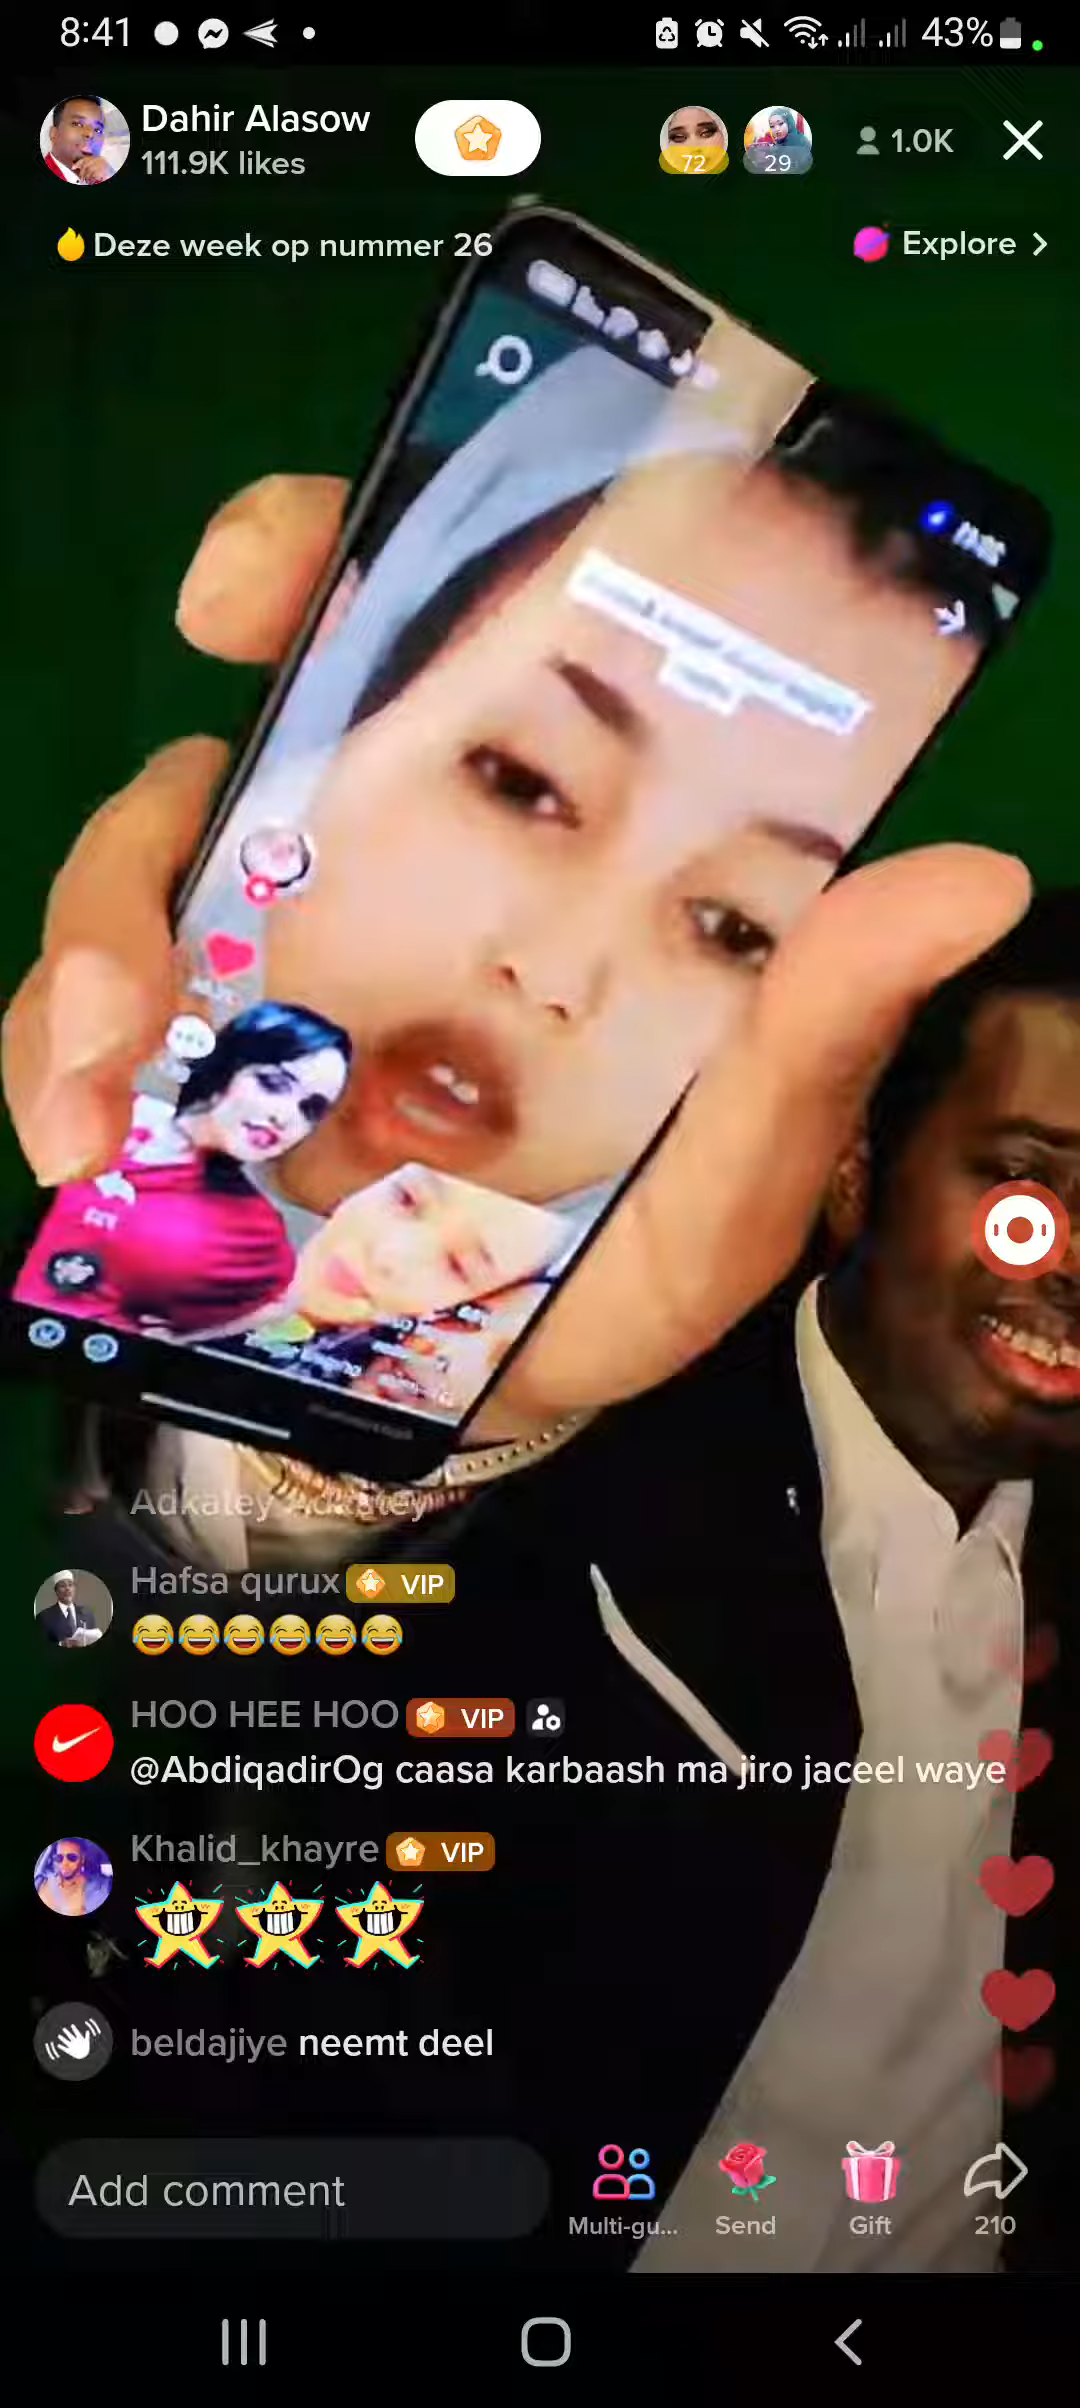 8:41
43%
Dahir Alasow
111.9K likes
72
29
1.0K
Deze week op nummer 26
Explore >
Adkatey Adkatey
Hafsa qurux VIP
😂😂😂😂😂😂
HOO HEE HOO VIP
@AbdiqadirOg caasa karbaash ma jiro jaceel waye
Khalid_khayre VIP
beldajiye neemt deel
Add comment
Multi-gu...
Send
Gift
210